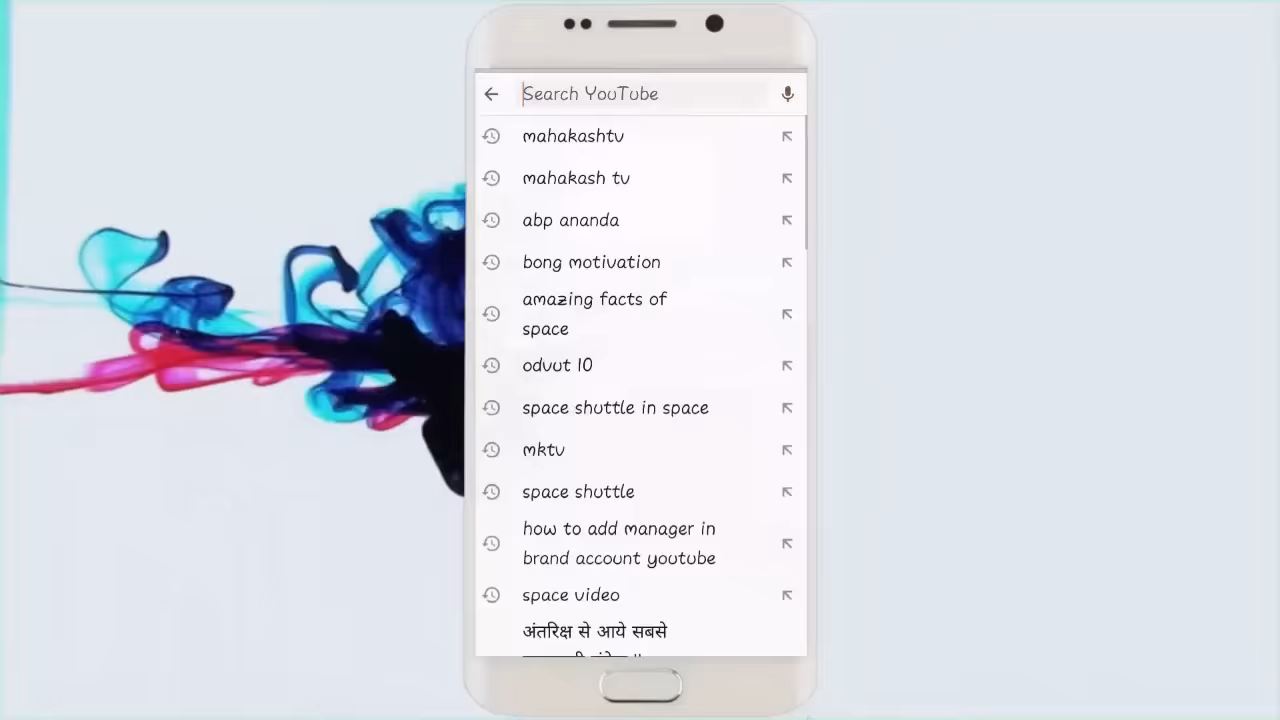 Search YouTube
mahakashtv
mahakash tv
abp ananda
bong motivation
amazing facts of
space
odvut 10
space shuttle in space
mktv
space shuttle
how to add manager in
brand account youtube
space video
अंतरिक्ष से आये सबसे